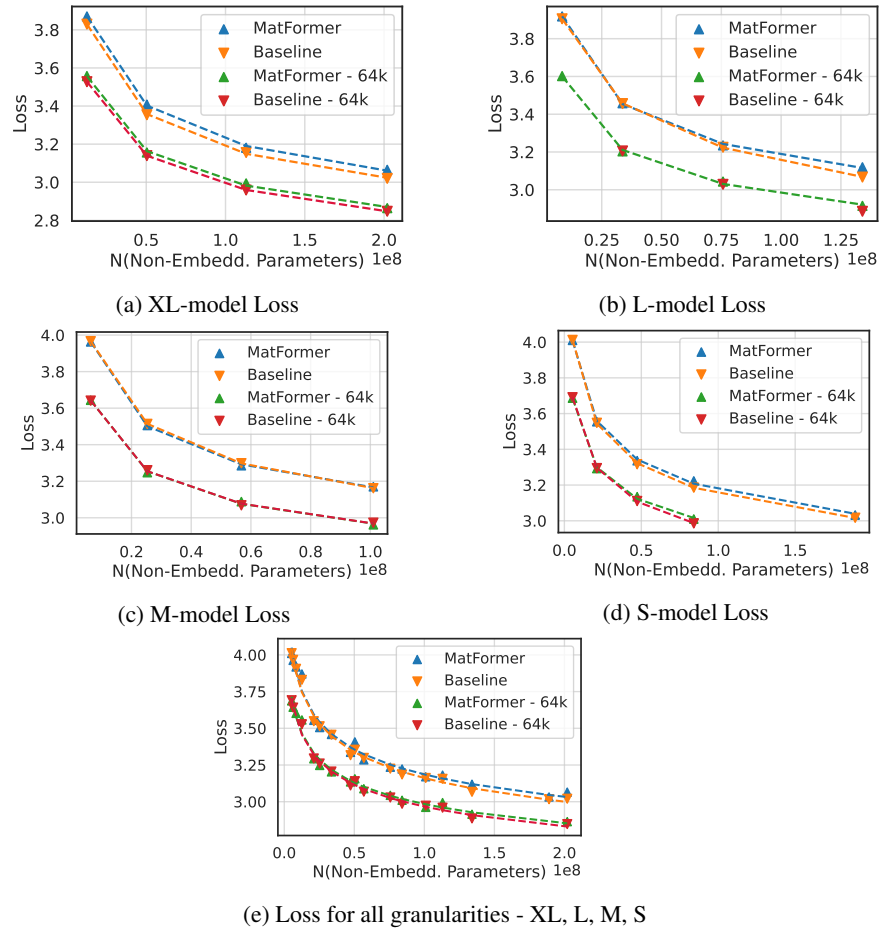 3.8
3.6
3.4
3.2
3.0
2.8
Loss
MatFormer
Baseline
MatFormer - 64k
Baseline - 64k
0.5 1.0 1.5 2.0
N(Non-Embedd. Parameters) 1e8
(a) XL-model Loss
3.8
3.6
3.4
3.2
3.0
Loss
MatFormer
Baseline
MatFormer - 64k
Baseline - 64k
0.25 0.50 0.75 1.00 1.25
N(Non-Embedd. Parameters) 1e8
(b) L-model Loss
4.0
3.8
3.6
3.4
3.2
3.0
Loss
MatFormer
Baseline
MatFormer - 64k
Baseline - 64k
0.2 0.4 0.6 0.8 1.0
N(Non-Embedd. Parameters) 1e8
(c) M-model Loss
4.0
3.8
3.6
3.4
3.2
3.0
Loss
MatFormer
Baseline
MatFormer - 64k
Baseline - 64k
0.0 0.5 1.0 1.5
N(Non-Embedd. Parameters) 1e8
(d) S-model Loss
4.00
3.75
3.50
3.25
3.00
Loss
MatFormer
Baseline
MatFormer - 64k
Baseline - 64k
0.0 0.5 1.0 1.5 2.0
N(Non-Embedd. Parameters) 1e8
(e) Loss for all granularities - XL, L, M, S